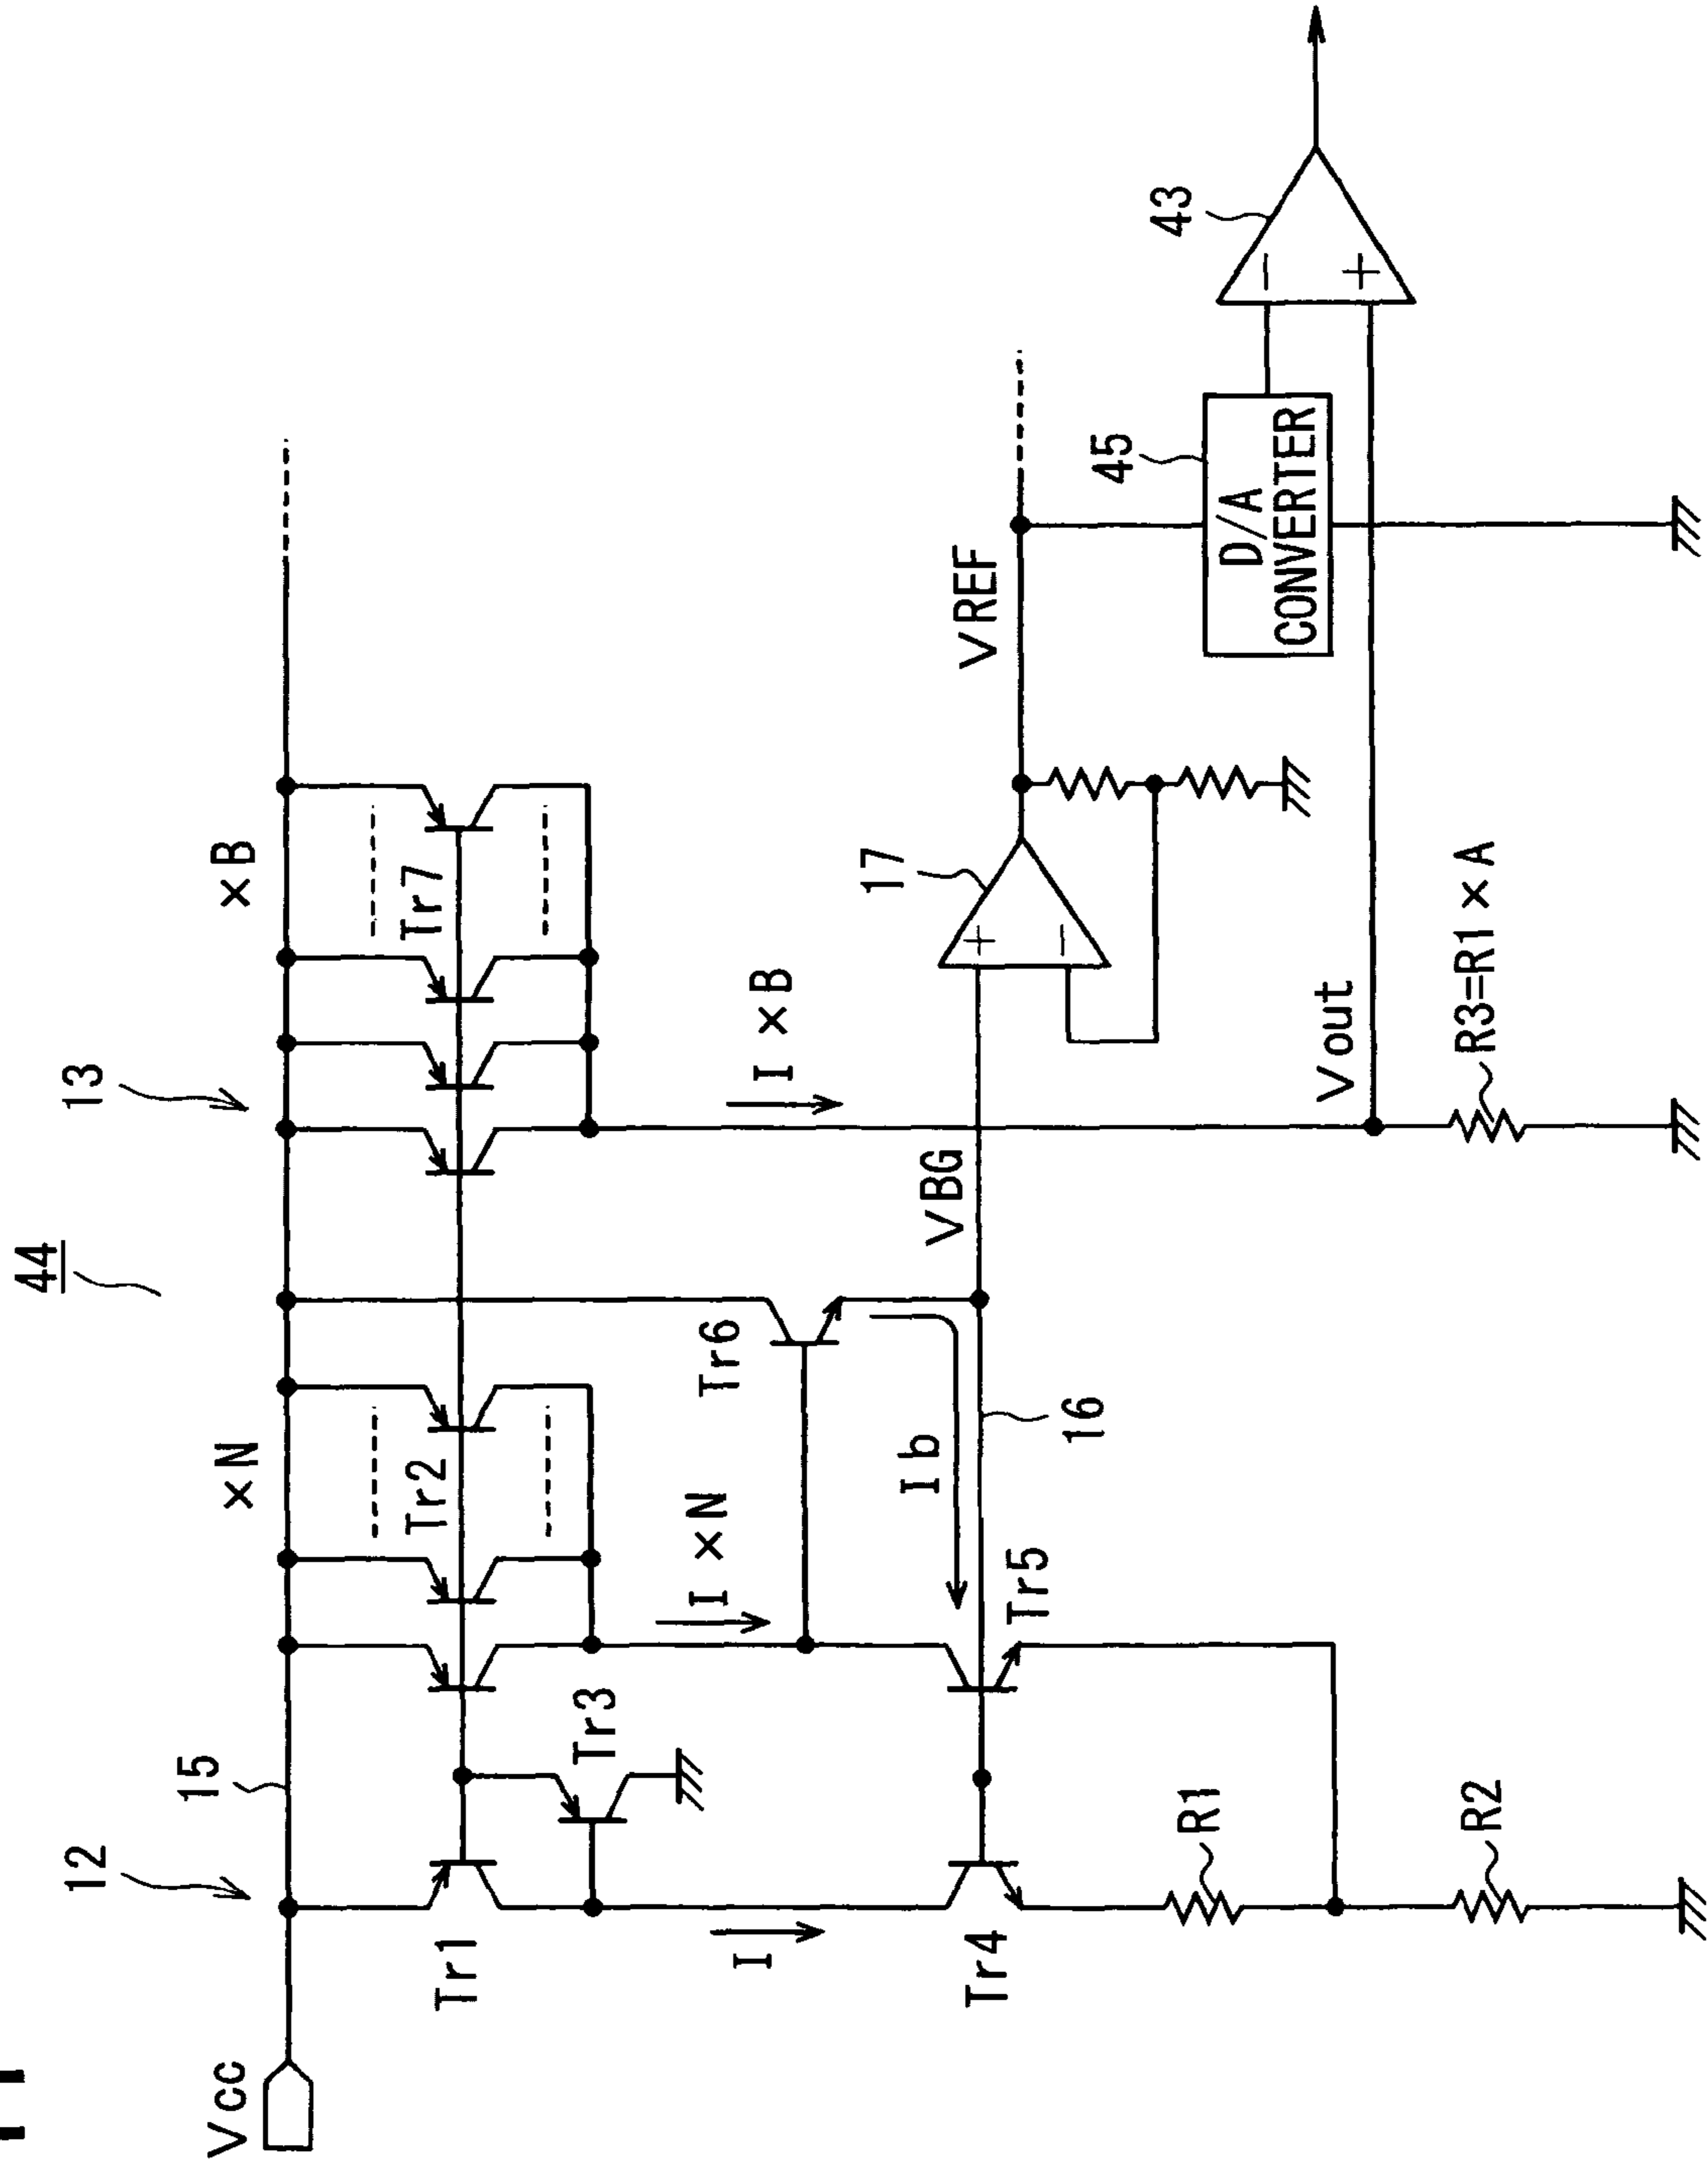 44
12
15
×N
13
×B
Vcc
Tr1
Tr2
Tr7
Tr3
I
I×N
Tr6
I×B
Ib
VBG
17
VREF
Tr4
Tr5
16
45
D/A
CONVERTER
43
+
−
−
+
R1
Vout
R2
R3=R1×A